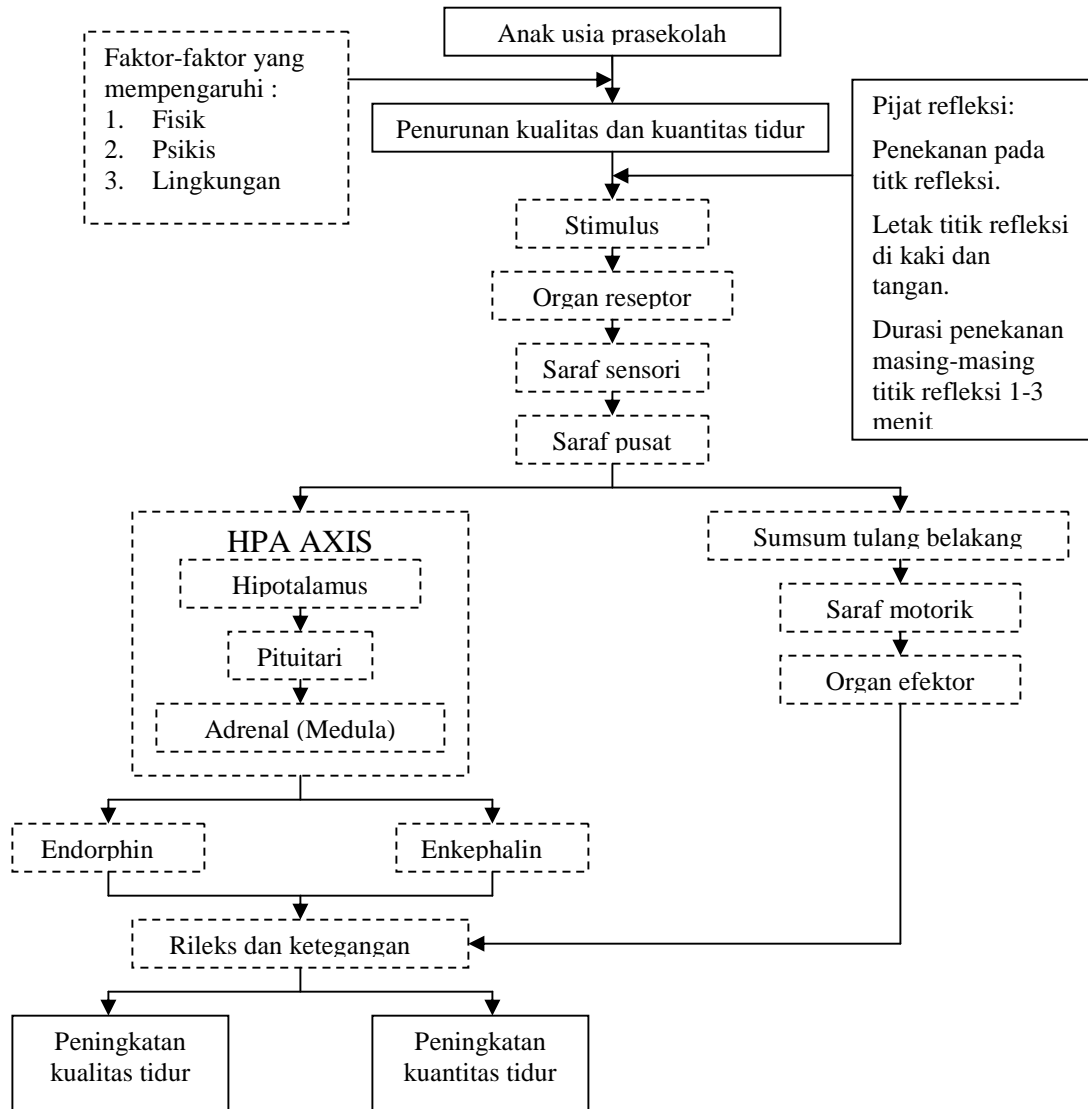 Anak usia prasekolah
Faktor-faktor yang
mempengaruhi :
1. Fisik
2. Psikis
3. Lingkungan
Penurunan kualitas dan kuantitas tidur
Pijat refleksi:
Penekanan pada
titk refleksi.
Letak titik refleksi
di kaki dan
tangan.
Durasi penekanan
masing-masing
titik refleksi 1-3
menit
Stimulus
Organ reseptor
Saraf sensori
Saraf pusat
HPA AXIS
Hipotalamus
Pituitari
Adrenal (Medula)
Sumsum tulang belakang
Saraf motorik
Organ efektor
Endorphin
Enkephalin
Rileks dan ketegangan
Peningkatan
kualitas tidur
Peningkatan
kuantitas tidur